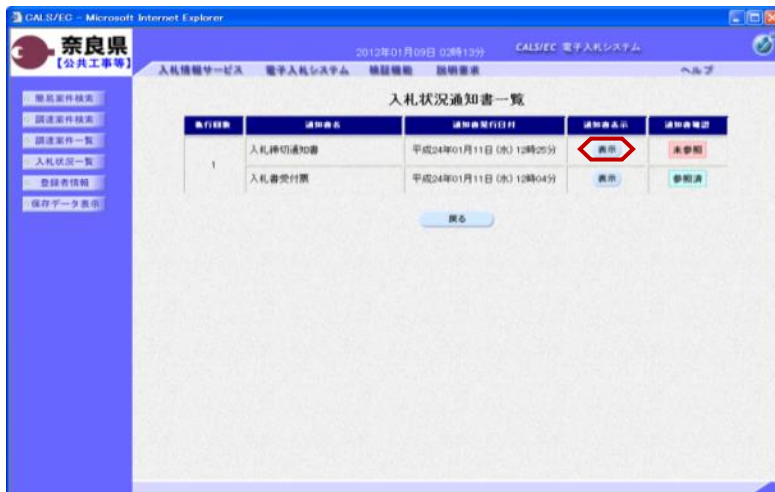 CALS/EC - Microsoft Internet Explorer
奈良県
【公共工事等】
2012年01月09日 02時13分
CALS/EC 電子入札システム
入札情報サービス
電子入札システム
検証機能
説明要求
ヘルプ
簡易案件検索
調達案件検索
調達案件一覧
入札状況一覧
登録者情報
保存データ表示
入札状況通知書一覧
執行回数
通知書名
通知書発行日付
通知書表示
通知書確認
1
入札締切通知書
平成24年01月11日 (水) 12時25分
表示
未参照
入札書受付票
平成24年01月11日 (水) 12時04分
表示
参照済
戻る